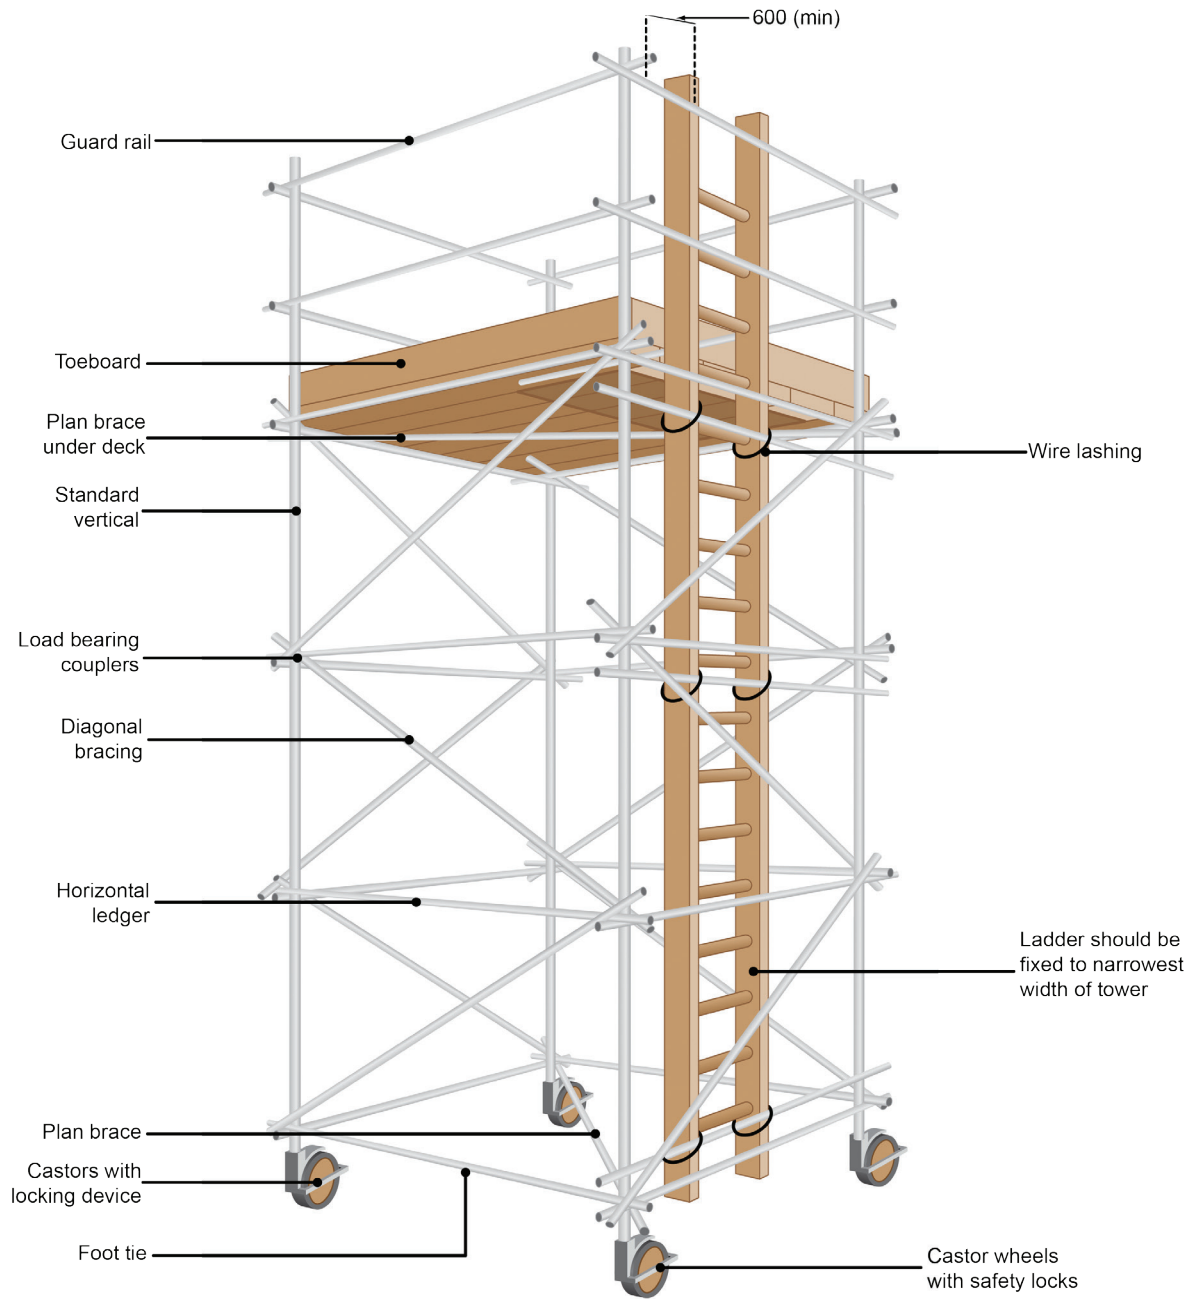 600 (min)
Guard rail
Toeboard
Plan brace
under deck
Wire lashing
Standard
vertical
Load bearing
couplers
Diagonal
bracing
Horizontal
ledger
Ladder should be
fixed to narrowest
width of tower
Plan brace
Castors with
locking device
Foot tie
Castor wheels
with safety locks